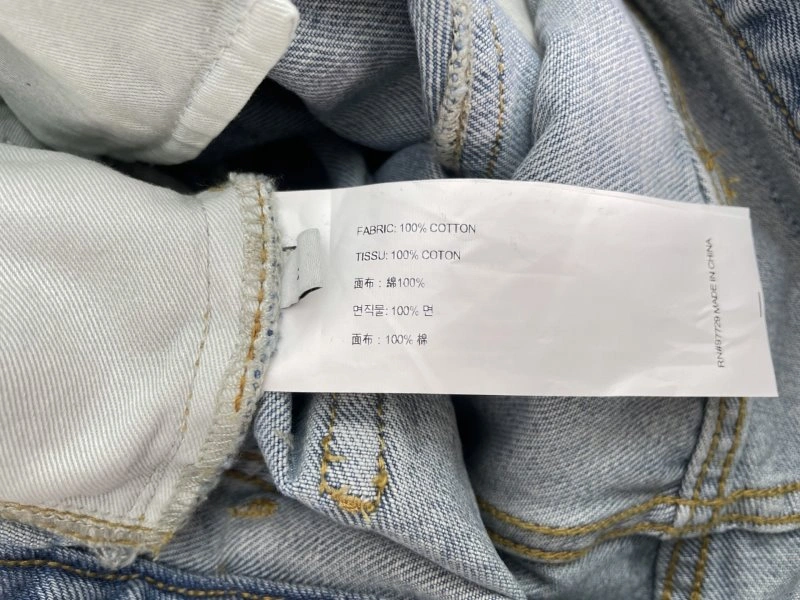 FABRIC: 100% COTTON
TISSU: 100% COTON
面布：綿100%
면직물: 100% 면
面布：100% 棉
RN#97729 MADE IN CHINA